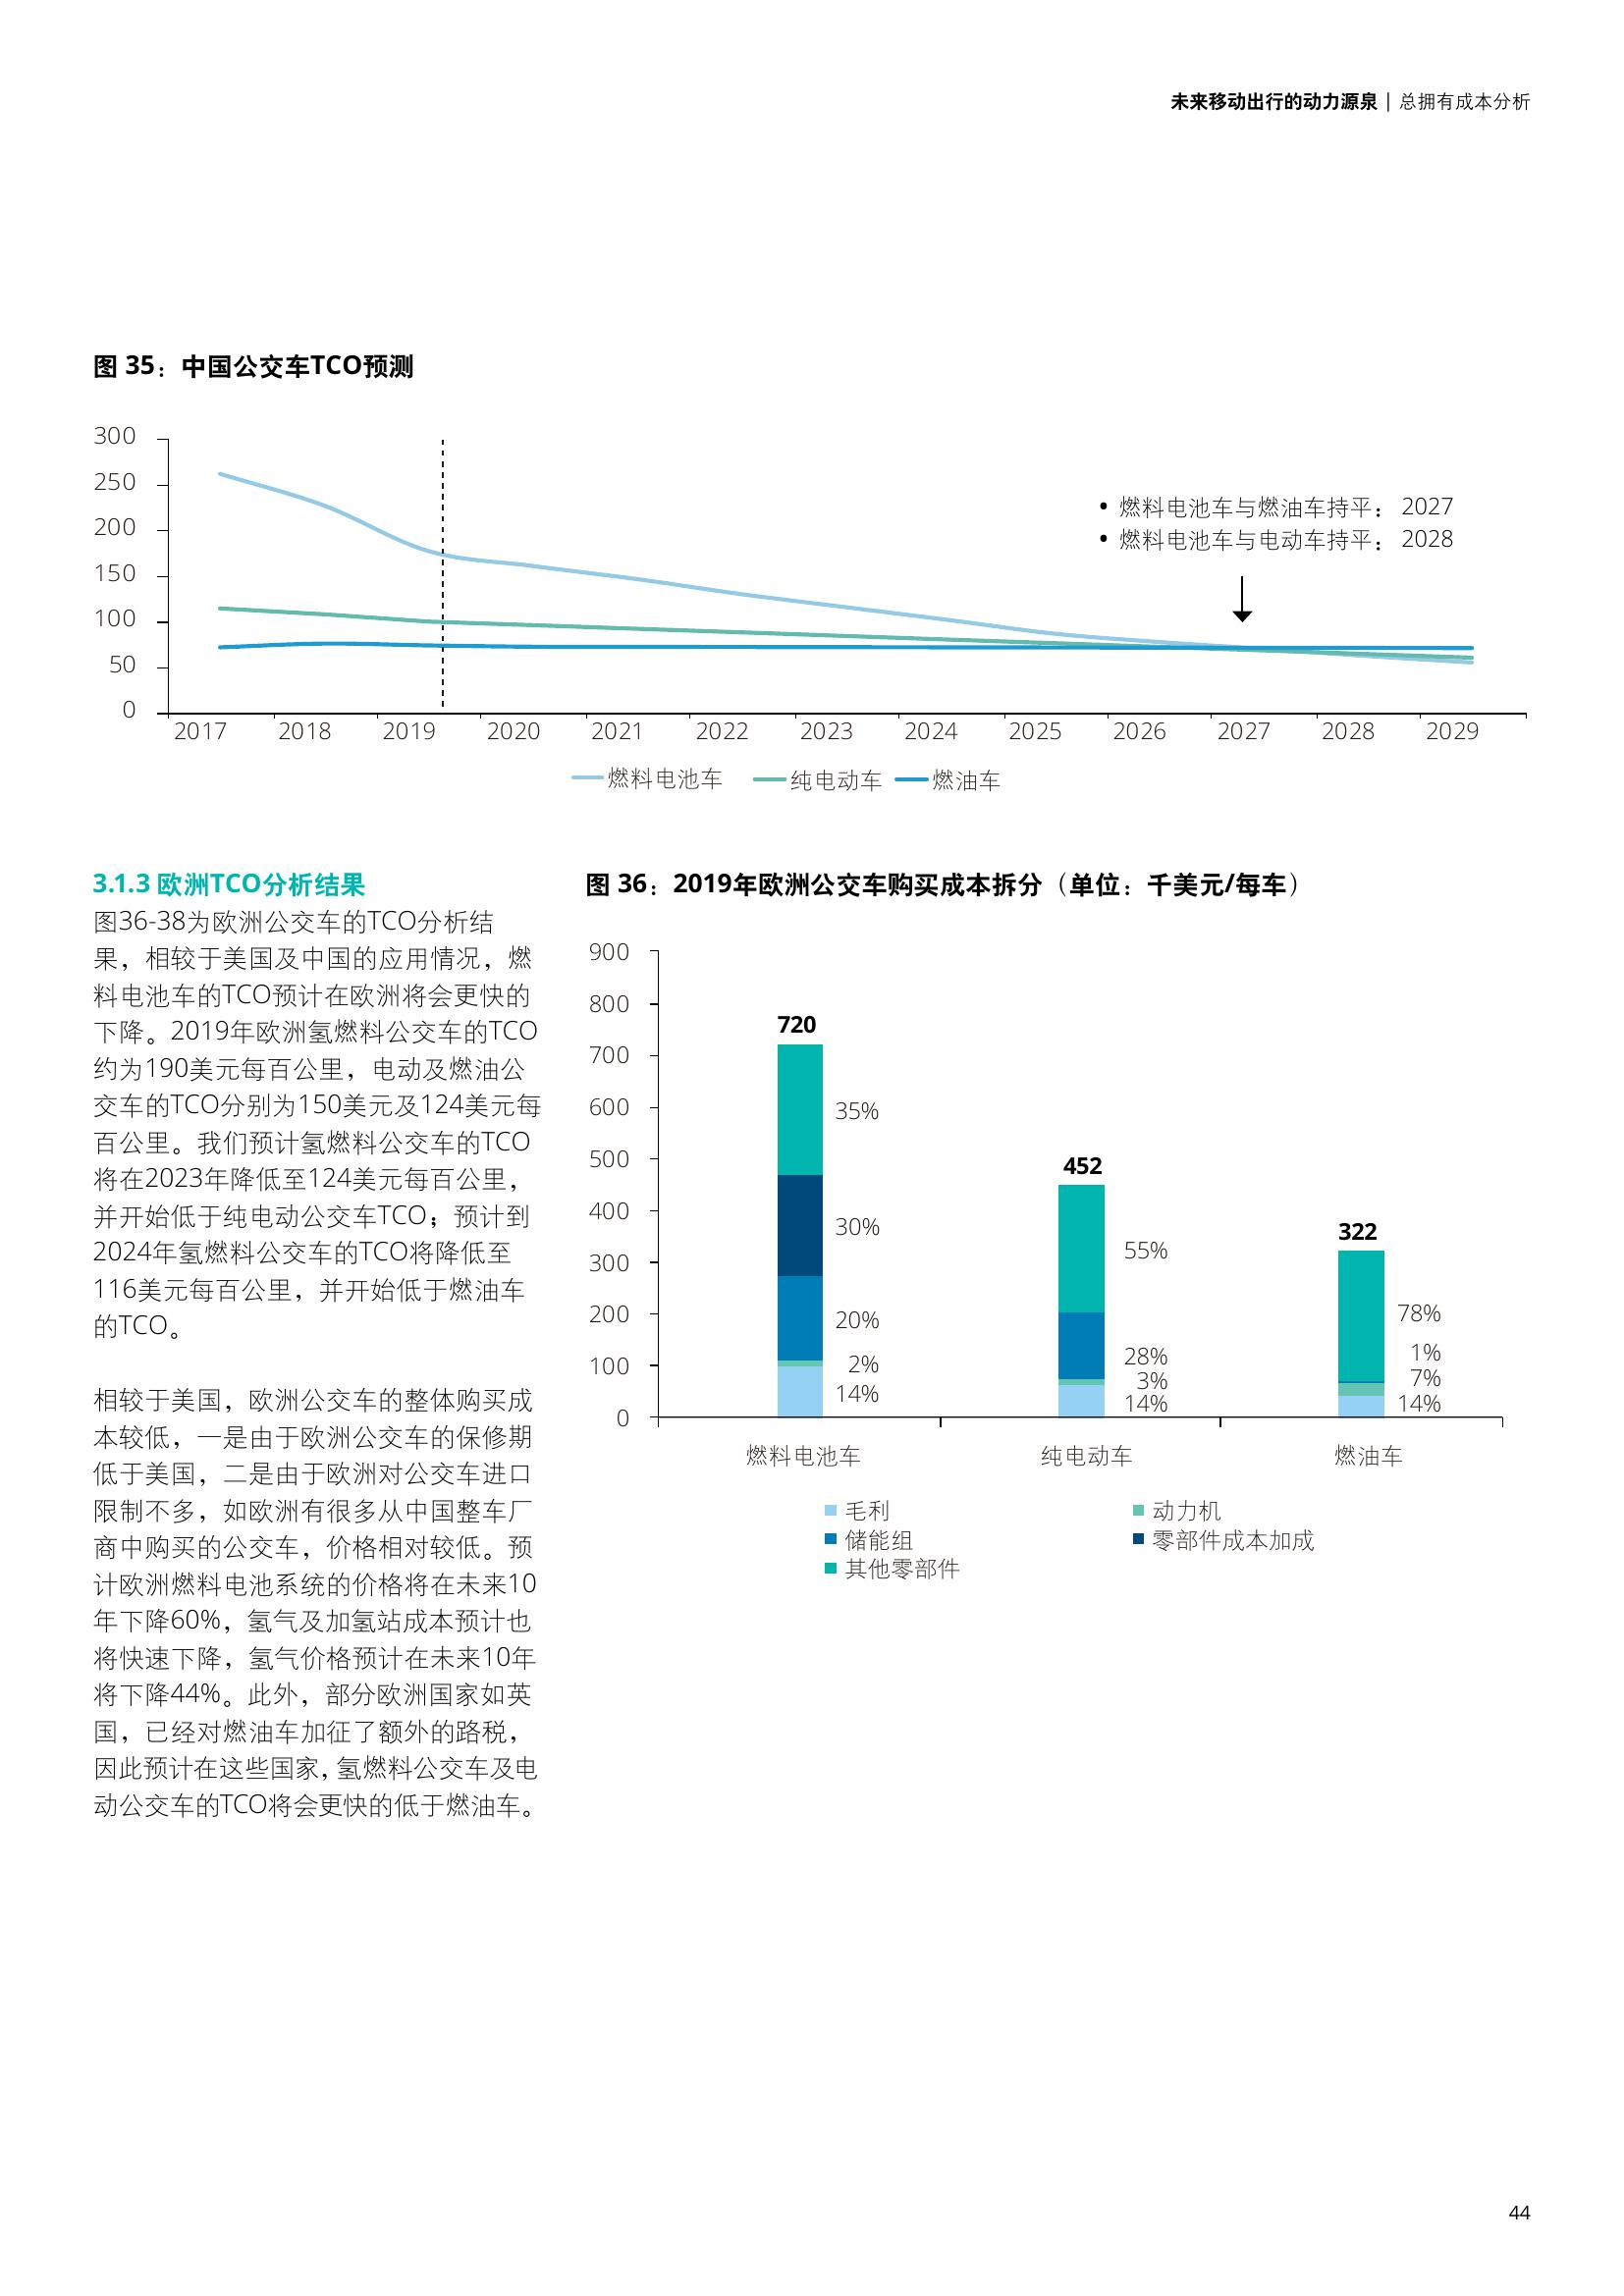 未来移动出行的动力源泉 | 总拥有成本分析
图 35：中国公交车TCO预测
300
250
200
150
100
50
0
• 燃料电池车与燃油车持平： 2027
• 燃料电池车与电动车持平： 2028
2017 2018 2019 2020 2021 2022 2023 2024 2025 2026 2027 2028 2029
燃料电池车 纯电动车 燃油车
3.1.3 欧洲TCO分析结果
图36-38为欧洲公交车的TCO分析结
果，相较于美国及中国的应用情况，燃
料电池车的TCO预计在欧洲将会更快的
下降。2019年欧洲氢燃料公交车的TCO
约为190美元每百公里，电动及燃油公
交车的TCO分别为150美元及124美元每
百公里。我们预计氢燃料公交车的TCO
将在2023年降低至124美元每百公里，
并开始低于纯电动公交车TCO；预计到
2024年氢燃料公交车的TCO将降低至
116美元每百公里，并开始低于燃油车
的TCO。
相较于美国，欧洲公交车的整体购买成
本较低，一是由于欧洲公交车的保修期
低于美国，二是由于欧洲对公交车进口
限制不多，如欧洲有很多从中国整车厂
商中购买的公交车，价格相对较低。预
计欧洲燃料电池系统的价格将在未来10
年下降60%，氢气及加氢站成本预计也
将快速下降，氢气价格预计在未来10年
将下降44%。此外，部分欧洲国家如英
国，已经对燃油车加征了额外的路税，
因此预计在这些国家，氢燃料公交车及电
动公交车的TCO将会更快的低于燃油车。
图 36：2019年欧洲公交车购买成本拆分（单位：千美元/每车）
900
800
700
600
500
400
300
200
100
0
720
35%
30%
20%
2%
14%
452
55%
28%
3%
14%
322
78%
1%
7%
14%
燃料电池车 纯电动车 燃油车
毛利 动力机
储能组 零部件成本加成
其他零部件
44